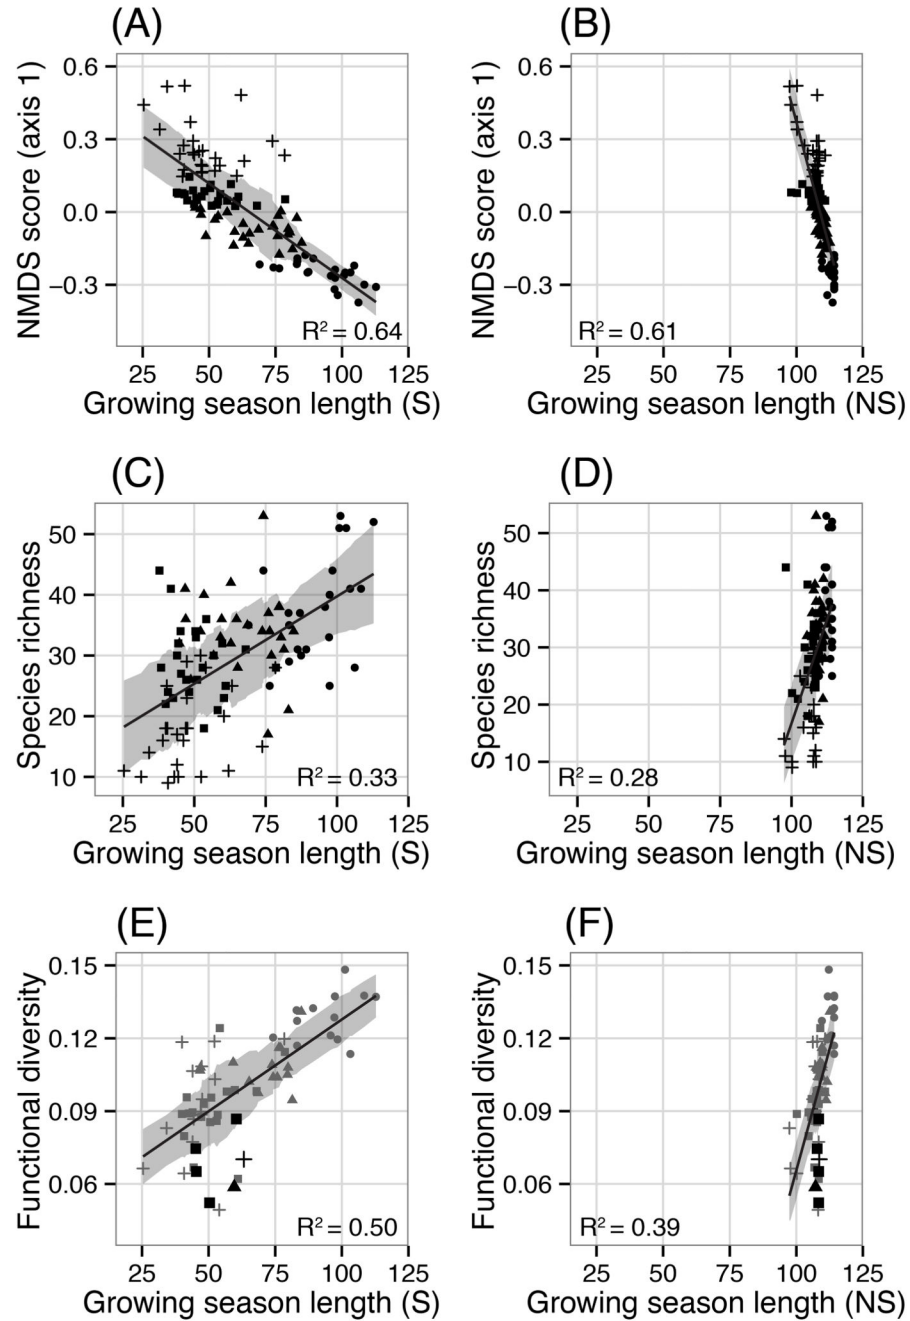 (A)
NMDS score (axis 1)
0.6
0.3
0.0
−0.3
R² = 0.64
25 50 75 100 125
Growing season length (S)
(B)
NMDS score (axis 1)
0.6
0.3
0.0
−0.3
R² = 0.61
25 50 75 100 125
Growing season length (NS)
(C)
Species richness
50
40
30
20
10
R² = 0.33
25 50 75 100 125
Growing season length (S)
(D)
Species richness
50
40
30
20
10
R² = 0.28
25 50 75 100 125
Growing season length (NS)
(E)
Functional diversity
0.15
0.12
0.09
0.06
R² = 0.50
25 50 75 100 125
Growing season length (S)
(F)
Functional diversity
0.15
0.12
0.09
0.06
R² = 0.39
25 50 75 100 125
Growing season length (NS)